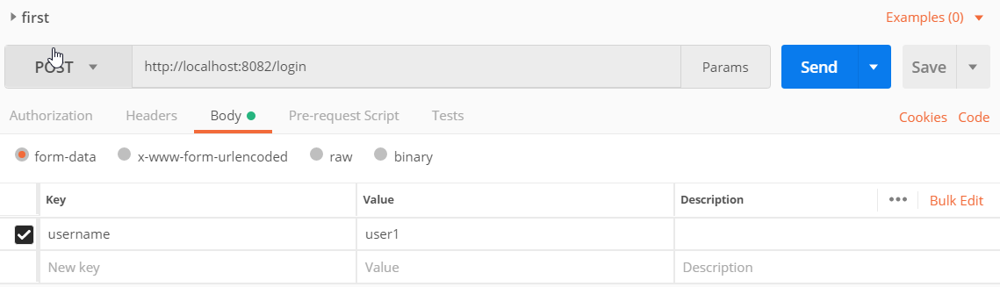 first Examples (0)
POST http://localhost:8082/login Params Send Save
Authorization Headers Body Pre-request Script Tests Cookies Code
form-data x-www-form-urlencoded raw binary
Key Value Description ••• Bulk Edit
username user1
New key Value Description